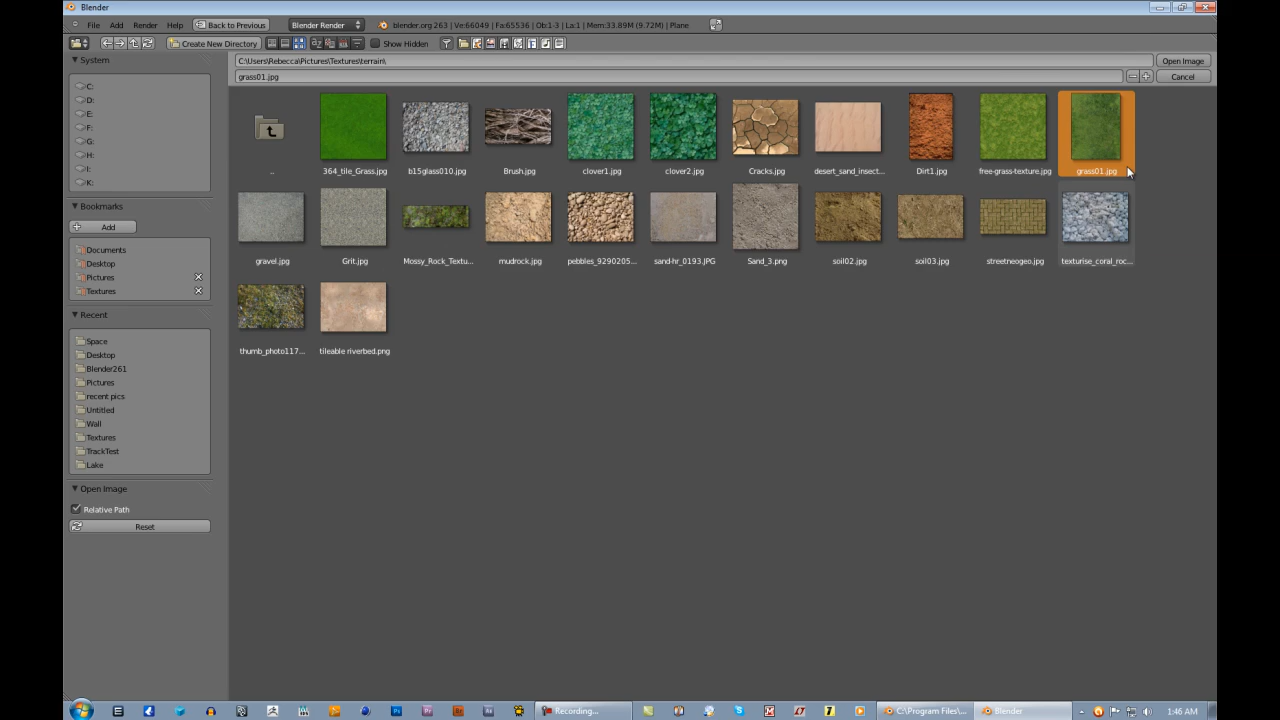 Blender
File Add Render Help Back to Previous Blender Render blender.org 263 | Ve:66049 | Fa:65536 | Ob:1-3 | La:1 | Mem:33.89M (9.72M) | Plane
Create New Directory Show Hidden
System
C:
D:
E:
F:
G:
H:
I:
K:
Bookmarks
Add
Documents
Desktop
Pictures
Textures
Recent
Space
Desktop
Blender261
Pictures
recent pics
Untitled
Wall
Textures
TrackTest
Lake
Open Image
Relative Path
Reset
C:\Users\Rebecca\Pictures\Textures\terrain\ Open Image
grass01.jpg Cancel
.. 364_tile_Grass.jpg b15glass010.jpg Brush.jpg clover1.jpg clover2.jpg Cracks.jpg desert_sand_insect... Dirt1.jpg free-grass-texture.jpg grass01.jpg
gravel.jpg Grit.jpg Mossy_Rock_Textu... mudrock.jpg pebbles_9290205... sand-hr_0193.JPG Sand_3.png soil02.jpg soil03.jpg streetneogeo.jpg texturise_coral_roc...
thumb_photo117... tileable riverbed.png
Recording... C:\Program Files\... Blender 1:46 AM